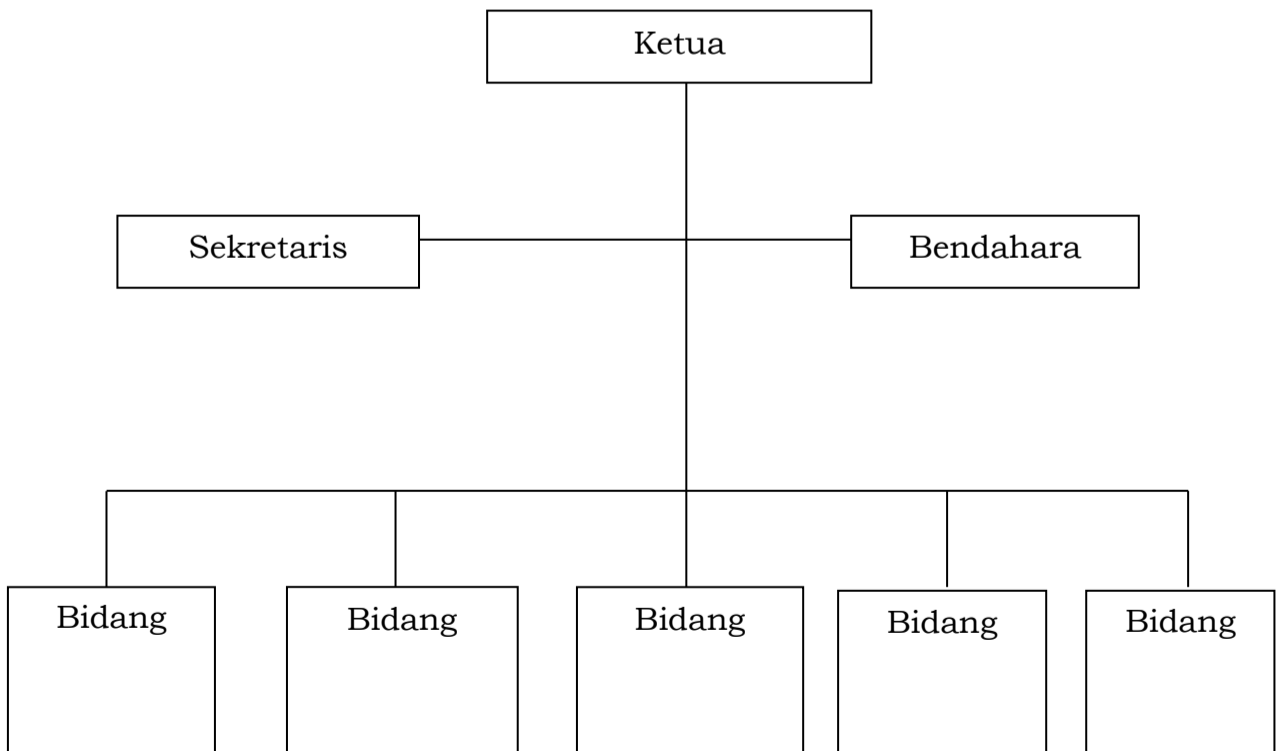 Ketua
Sekretaris
Bendahara
Bidang
Bidang
Bidang
Bidang
Bidang